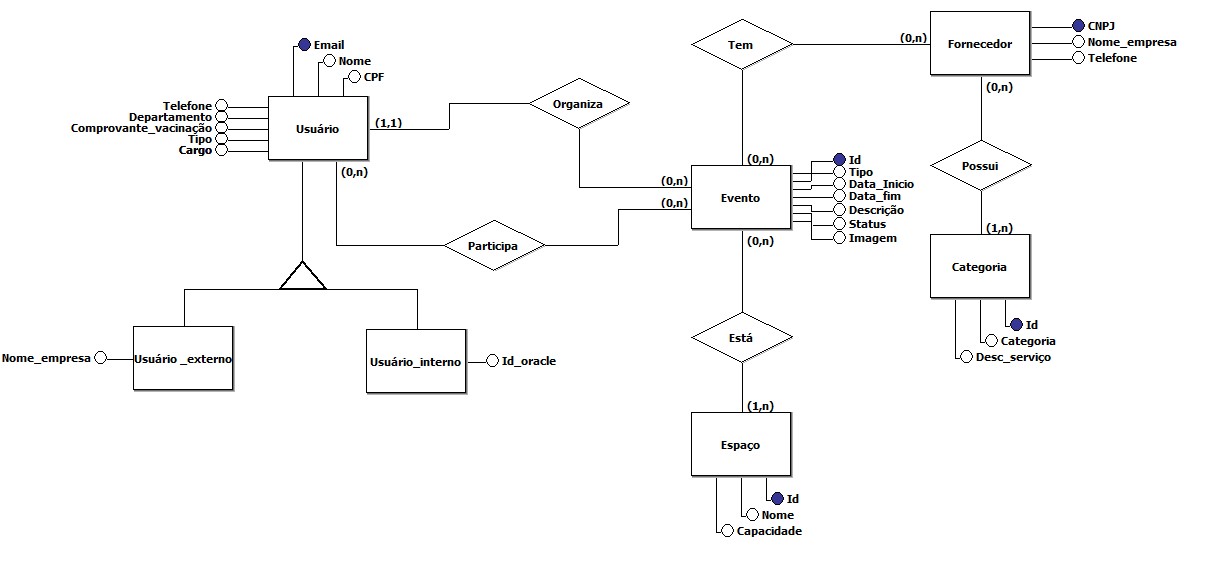 Email
Nome
CPF
Telefone
Departamento
Comprovante_vacinação
Tipo
Cargo
Usuário
(1,1)
(0,n)
Organiza
(0,n)
(0,n)
Participa
Tem
(0,n)
(0,n)
Fornecedor
CNPJ
Nome_empresa
Telefone
(0,n)
Possui
(1,n)
Categoria
Id
Categoria
Desc_serviço
Evento
Id
Tipo
Data_Inicio
Data_fim
Descrição
Status
Imagem
(0,n)
Está
(1,n)
Espaço
Id
Nome
Capacidade
Nome_empresa
Usuário _externo
Usuário_interno
Id_oracle